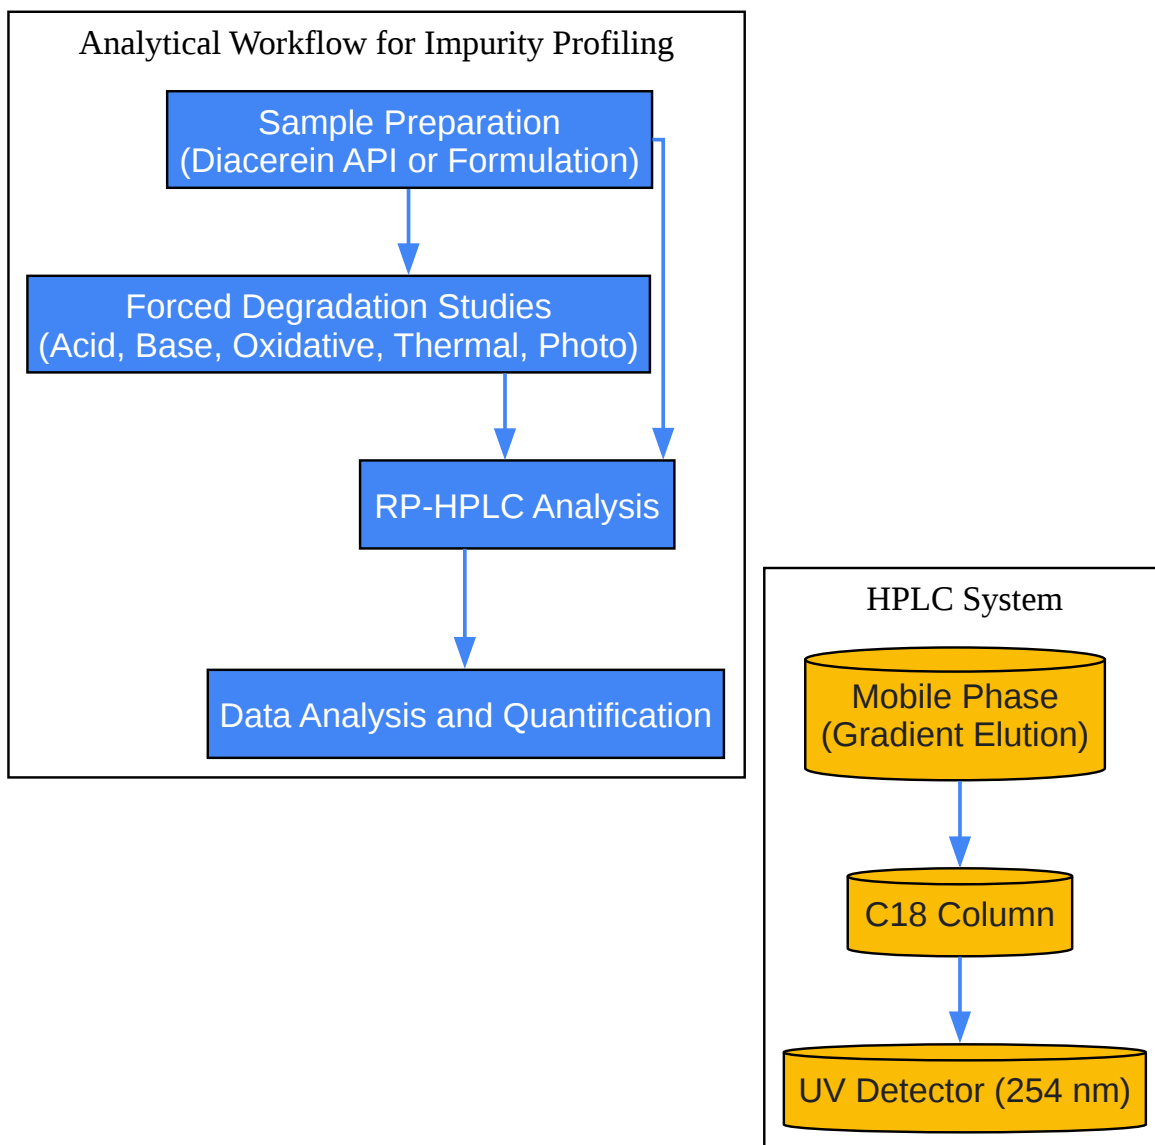 Analytical Workflow for Impurity Profiling
Sample Preparation
(Diacerein API or Formulation)
Forced Degradation Studies
(Acid, Base, Oxidative, Thermal, Photo)
RP-HPLC Analysis
Data Analysis and Quantification
HPLC System
Mobile Phase
(Gradient Elution)
C18 Column
UV Detector (254 nm)